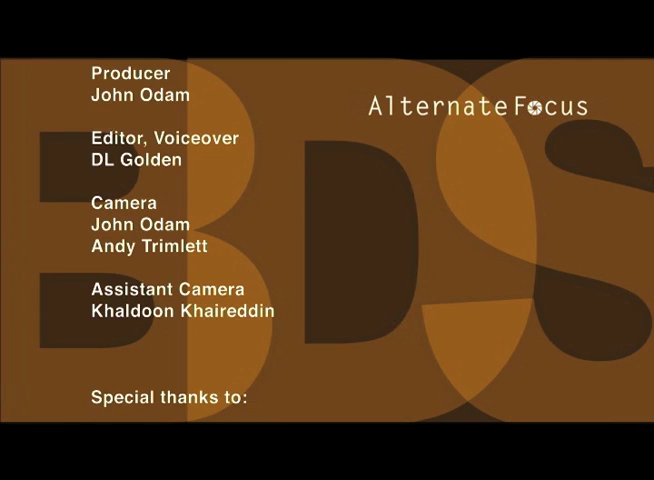 Producer
John Odam
AlternateFocus
Editor, Voiceover
DL Golden
Camera
John Odam
Andy Trimlett
Assistant Camera
Khaldoon Khaireddin
Special thanks to:
BDS